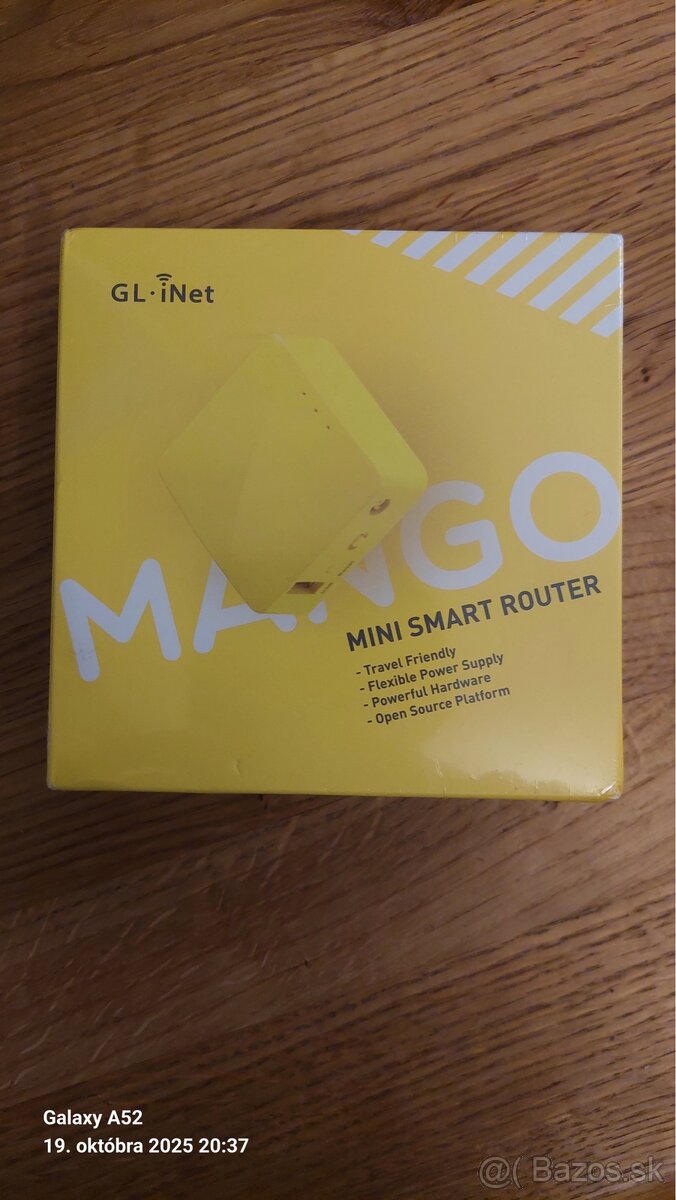 GL·iNet
MANGO
MINI SMART ROUTER
- Travel Friendly
- Flexible Power Supply
- Powerful Hardware
- Open Source Platform
Galaxy A52
19. októbra 2025 20:37
@( Bazos.sk